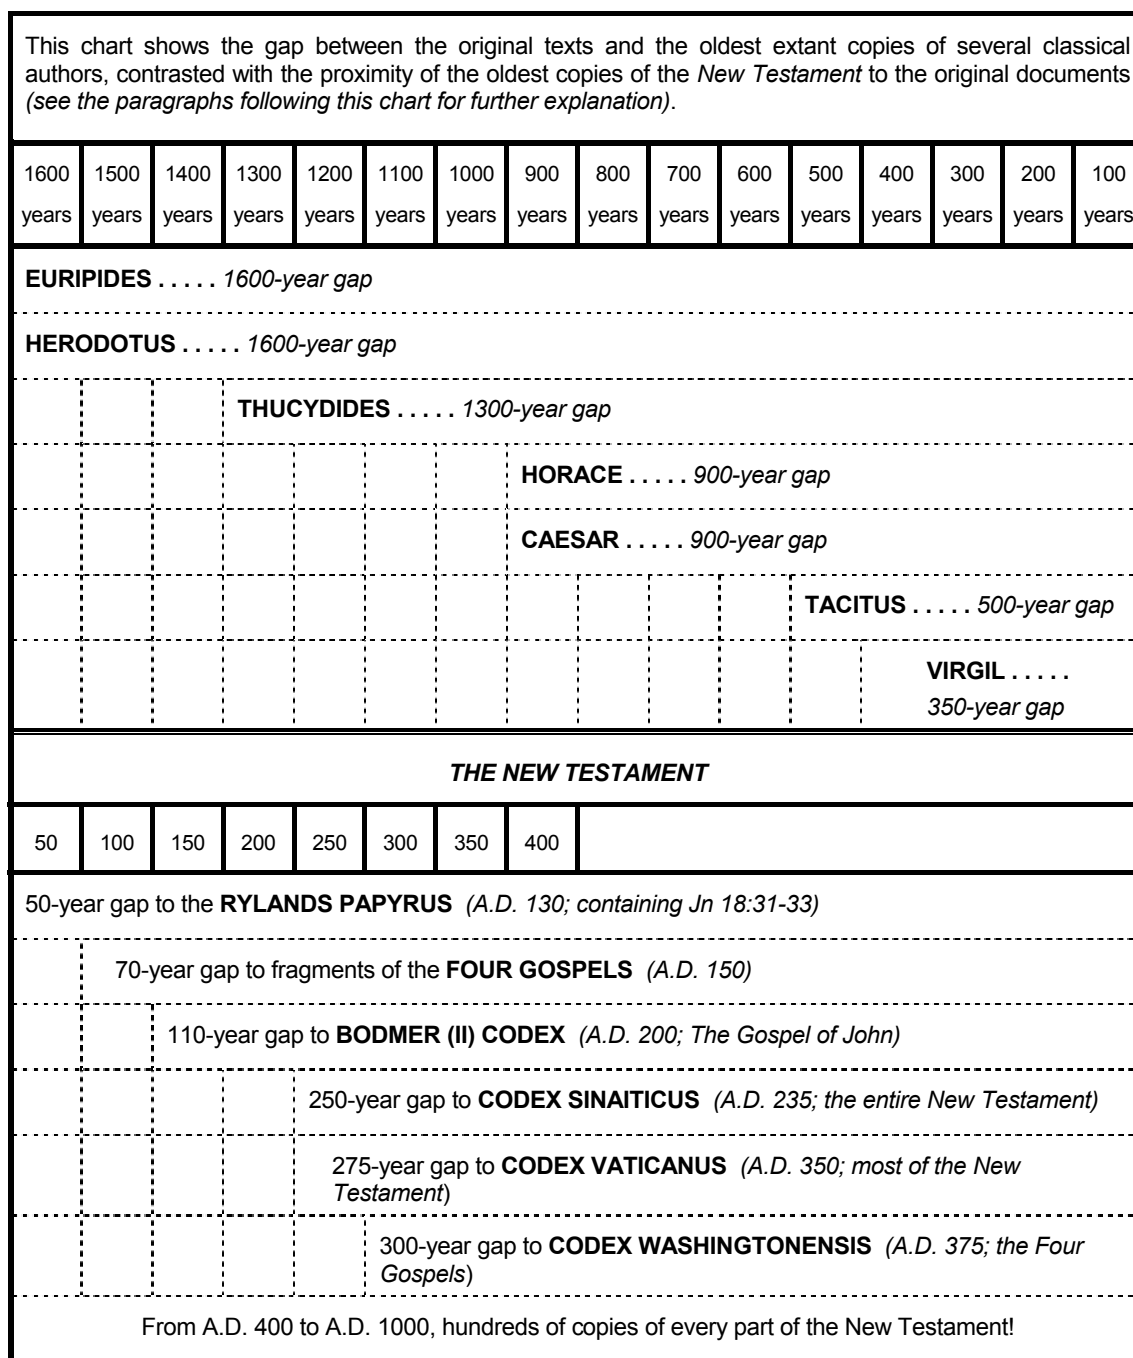 This chart shows the gap between the original texts and the oldest extant copies of several classical
authors, contrasted with the proximity of the oldest copies of the New Testament to the original documents
(see the paragraphs following this chart for further explanation).
1600 1500 1400 1300 1200 1100 1000 900 800 700 600 500 400 300 200 100
years years years years years years years years years years years years years years years years
EURIPIDES . . . . . 1600-year gap
HERODOTUS . . . . . 1600-year gap
THUCYDIDES . . . . . 1300-year gap
HORACE . . . . . 900-year gap
CAESAR . . . . . 900-year gap
TACITUS . . . . . 500-year gap
VIRGIL . . . . .
350-year gap
THE NEW TESTAMENT
50 100 150 200 250 300 350 400
50-year gap to the RYLANDS PAPYRUS (A.D. 130; containing Jn 18:31-33)
70-year gap to fragments of the FOUR GOSPELS (A.D. 150)
110-year gap to BODMER (II) CODEX (A.D. 200; The Gospel of John)
250-year gap to CODEX SINAITICUS (A.D. 235; the entire New Testament)
275-year gap to CODEX VATICANUS (A.D. 350; most of the New
Testament)
300-year gap to CODEX WASHINGTONENSIS (A.D. 375; the Four
Gospels)
From A.D. 400 to A.D. 1000, hundreds of copies of every part of the New Testament!